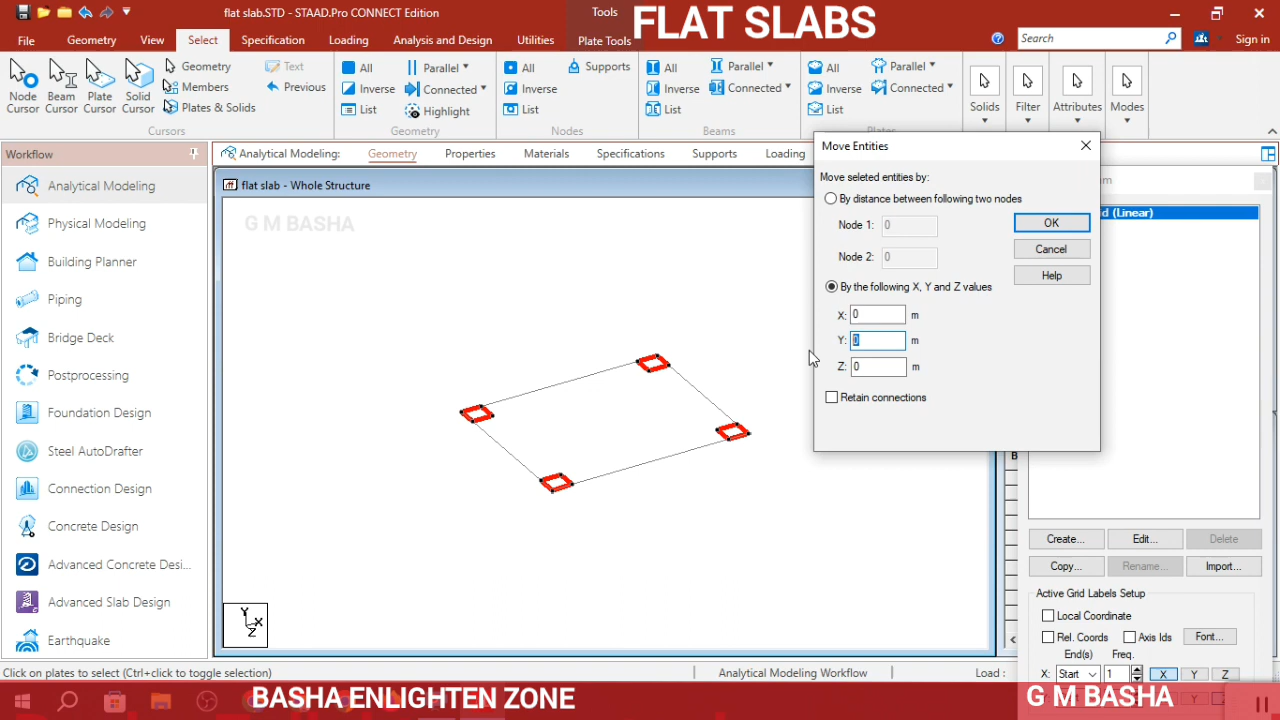 flat slab.STD - STAAD.Pro CONNECT Edition
Tools
FLAT SLABS
File
Geometry
View
Select
Specification
Loading
Analysis and Design
Utilities
Plate Tools
Search
Sign in
Node Cursor
Beam Cursor
Plate Cursor
Solid Cursor
Geometry
Members
Plates & Solids
Text
Previous
Cursors
All
Inverse
List
Parallel
Connected
Highlight
Geometry
All
Inverse
List
Supports
Nodes
All
Inverse
List
Parallel
Connected
Beams
All
Inverse
List
Parallel
Connected
Solids
Filter
Attributes
Modes
Workflow
Analytical Modeling
Physical Modeling
Building Planner
Piping
Bridge Deck
Postprocessing
Foundation Design
Steel AutoDrafter
Connection Design
Concrete Design
Advanced Concrete Desi...
Advanced Slab Design
Earthquake
Analytical Modeling:
Geometry
Properties
Materials
Specifications
Supports
Loading
flat slab - Whole Structure
G M BASHA
Y
X
Z
Move Entities
Move seleted entities by:
By distance between following two nodes
Node 1: 0
Node 2: 0
By the following X, Y and Z values
X: 0 m
Y: 0 m
Z: 0 m
Retain connections
OK
Cancel
Help
d (Linear)
Create...
Edit...
Delete
Copy...
Rename...
Import...
Active Grid Labels Setup
Local Coordinate
Rel. Coords
Axis Ids
Font...
End(s)
Freq.
X: Start 1 X Y Z
Click on plates to select (Ctrl+click to toggle selection)
Analytical Modeling Workflow
Load :
BASHA ENLIGHTEN ZONE
G M BASHA